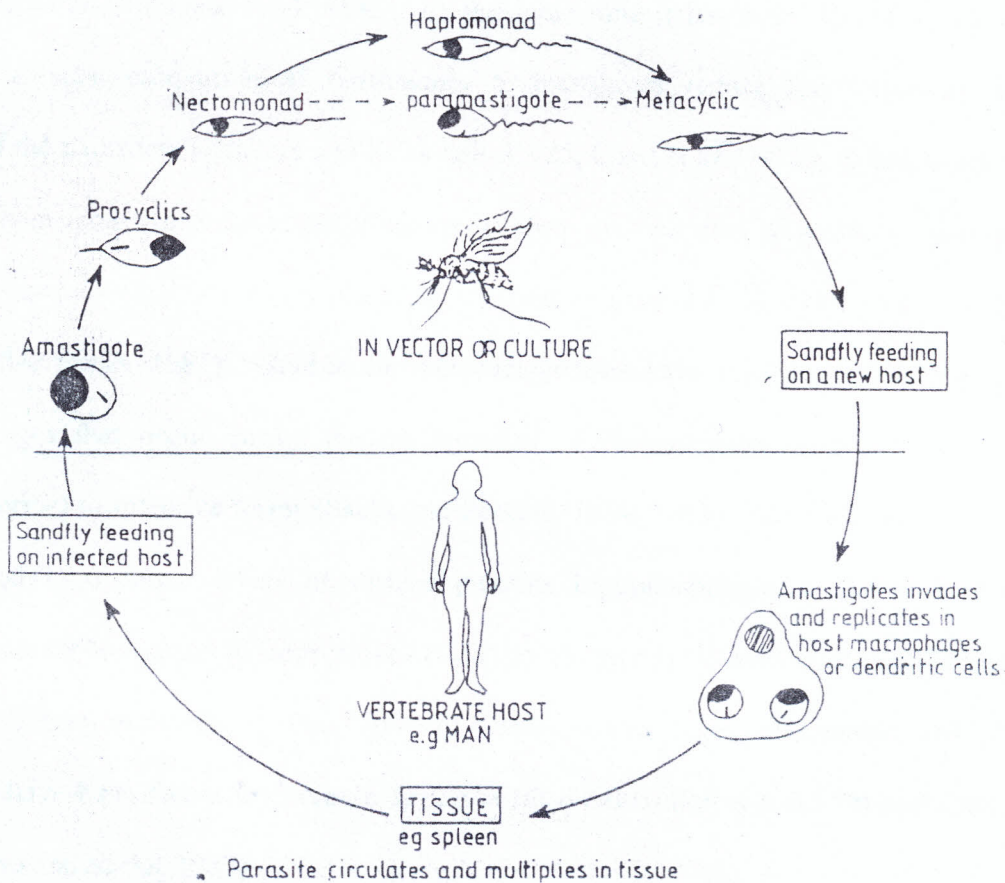 Haptomonad
Nectomonad
paramastigote
Metacyclic
Procyclics
Amastigote
IN VECTOR OR CULTURE
Sandfly feeding
on a new host
Sandfly feeding
on infected host
Amastigotes invades
and replicates in
host macrophages
or dendritic cells
VERTEBRATE HOST
e.g MAN
TISSUE
eg spleen
Parasite circulates and multiplies in tissue